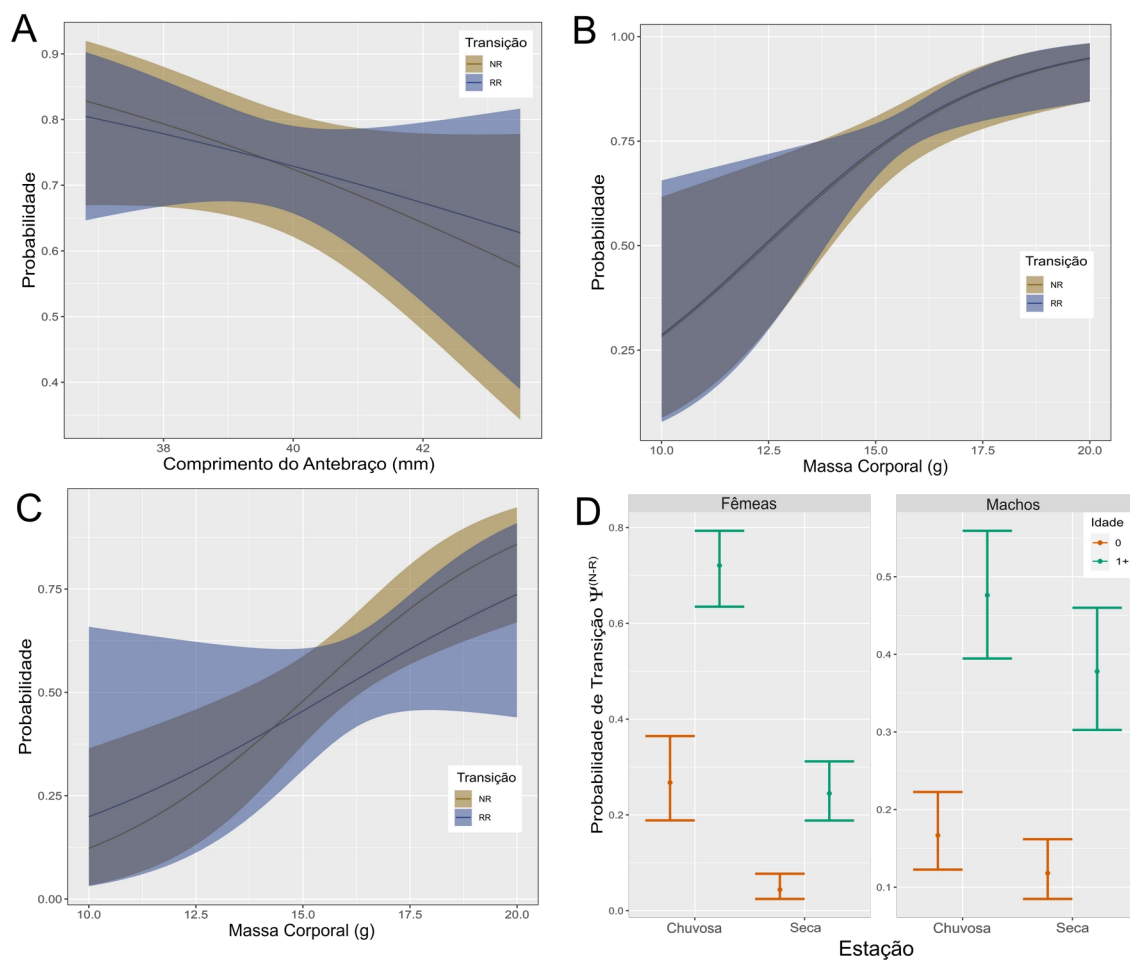 A
Transição
NR
RR
0.9
0.8
0.7
0.6
0.5
0.4
Probabilidade
38
40
42
Comprimento do Antebraço (mm)
B
1.00
0.75
0.50
0.25
Probabilidade
Transição
NR
RR
10.0
12.5
15.0
17.5
20.0
Massa Corporal (g)
C
0.75
0.50
0.25
0.00
Probabilidade
Transição
NR
RR
10.0
12.5
15.0
17.5
20.0
Massa Corporal (g)
D
Fêmeas
Machos
Idade
0
1+
Probabilidade de Transição Ψ(N-R)
0.8
0.6
0.4
0.2
0.0
0.5
0.4
0.3
0.2
0.1
Chuvosa
Seca
Chuvosa
Seca
Estação